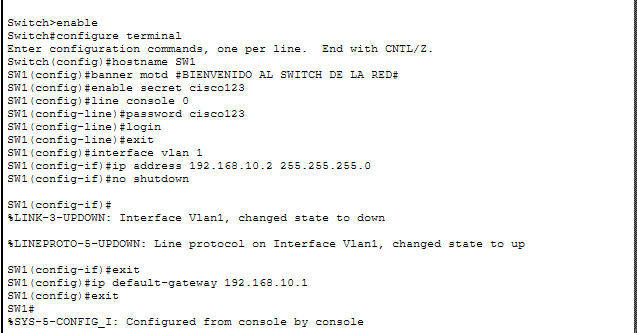 Switch>enable
Switch#configure terminal
Enter configuration commands, one per line.  End with CNTL/Z.
Switch(config)#hostname SW1
SW1(config)#banner motd #BIENVENIDO AL SWITCH DE LA RED#
SW1(config)#enable secret cisco123
SW1(config)#line console 0
SW1(config-line)#password cisco123
SW1(config-line)#login
SW1(config-line)#exit
SW1(config)#interface vlan 1
SW1(config-if)#ip address 192.168.10.2 255.255.255.0
SW1(config-if)#no shutdown
SW1(config-if)#
%LINK-3-UPDOWN: Interface Vlan1, changed state to down
%LINEPROTO-5-UPDOWN: Line protocol on Interface Vlan1, changed state to up
SW1(config-if)#exit
SW1(config)#ip default-gateway 192.168.10.1
SW1(config)#exit
SW1#
%SYS-5-CONFIG_I: Configured from console by console